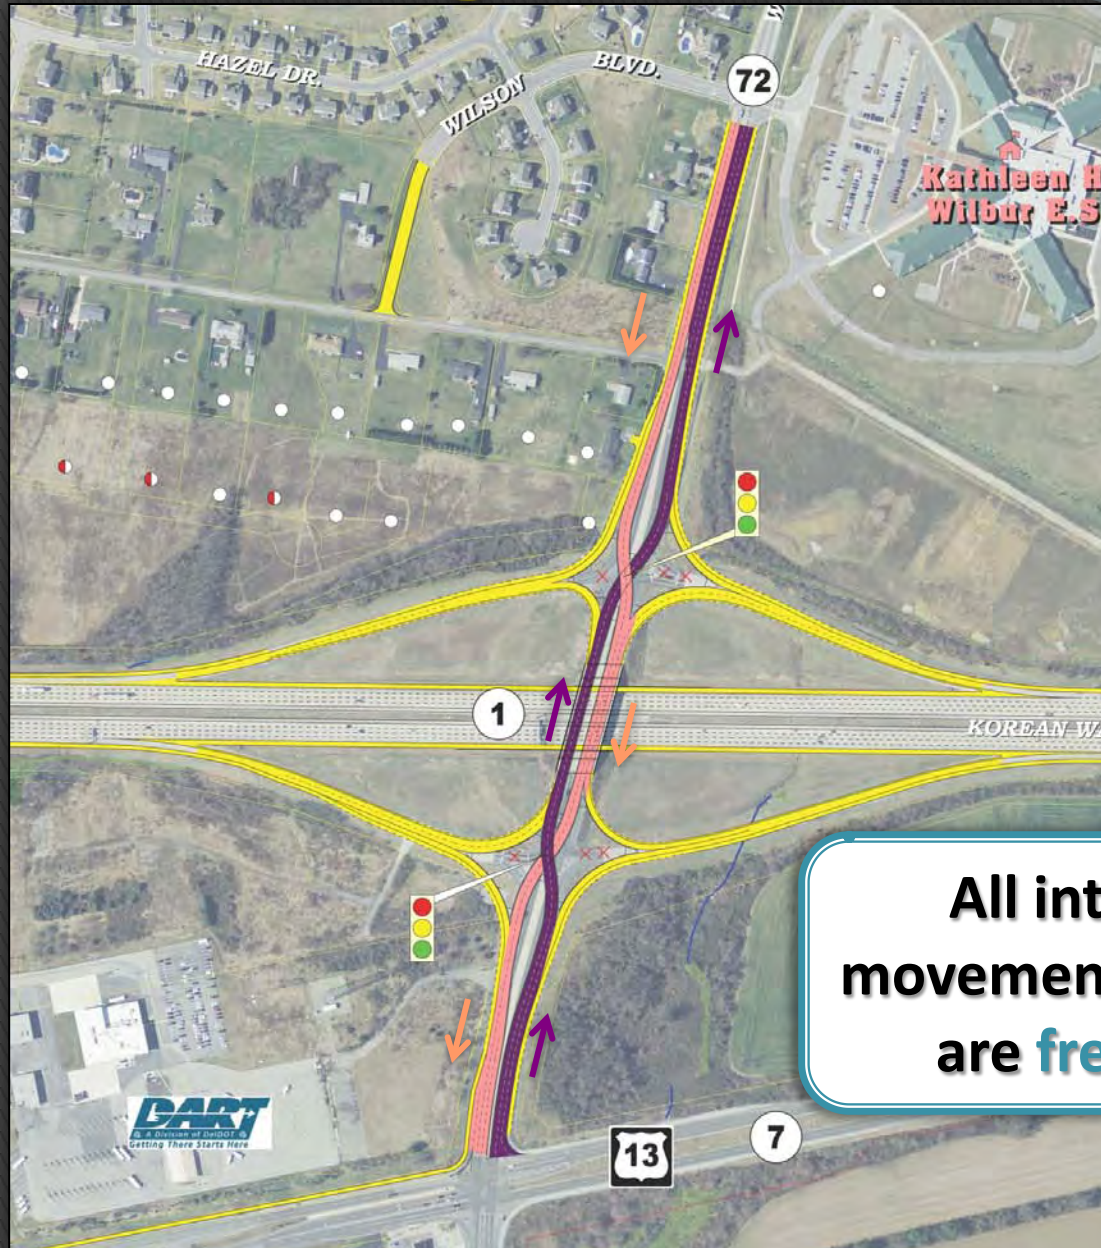 HAZEL DR.
WILSON
BLVD.
72
Kathleen H
Wilbur E.S
1
KOREAN WA
All int
movemen
are fre
DART
A Division of DelDOT
Getting There Starts Here
13
7